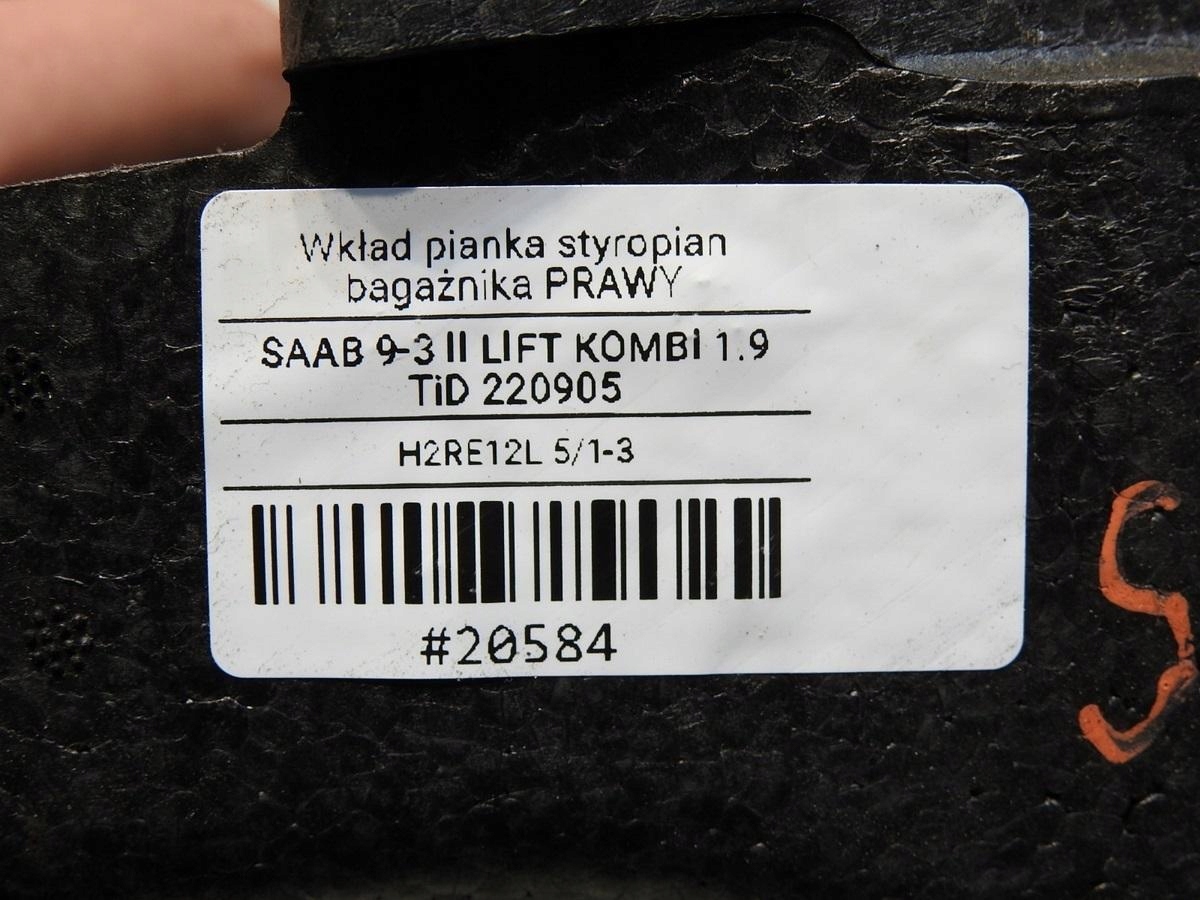 Wkład pianka styropian
bagażnika PRAWY
SAAB 9-3 II LIFT KOMBI 1.9
TiD 220905
H2RE12L 5/1-3
#20584
S